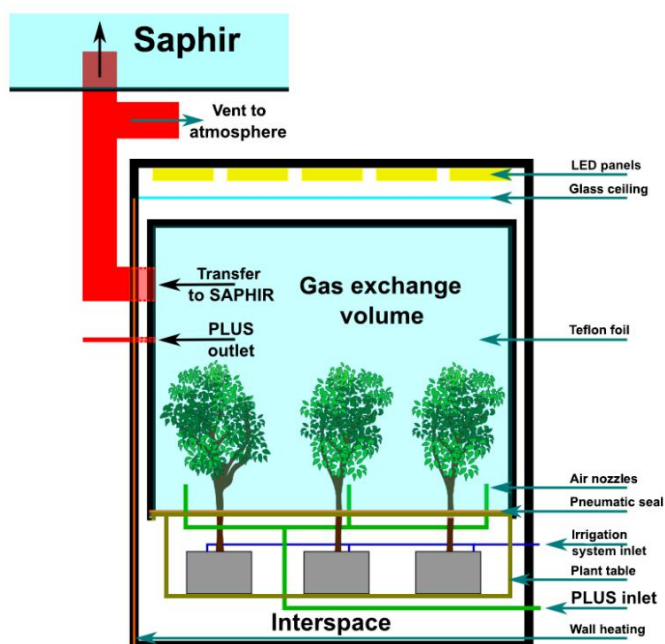 Saphir
Vent to
atmosphere
LED panels
Glass ceiling
Transfer
to SAPHIR
Gas exchange
volume
PLUS
outlet
Teflon foil
Air nozzles
Pneumatic seal
Irrigation
system inlet
Plant table
PLUS inlet
Interspace
Wall heating